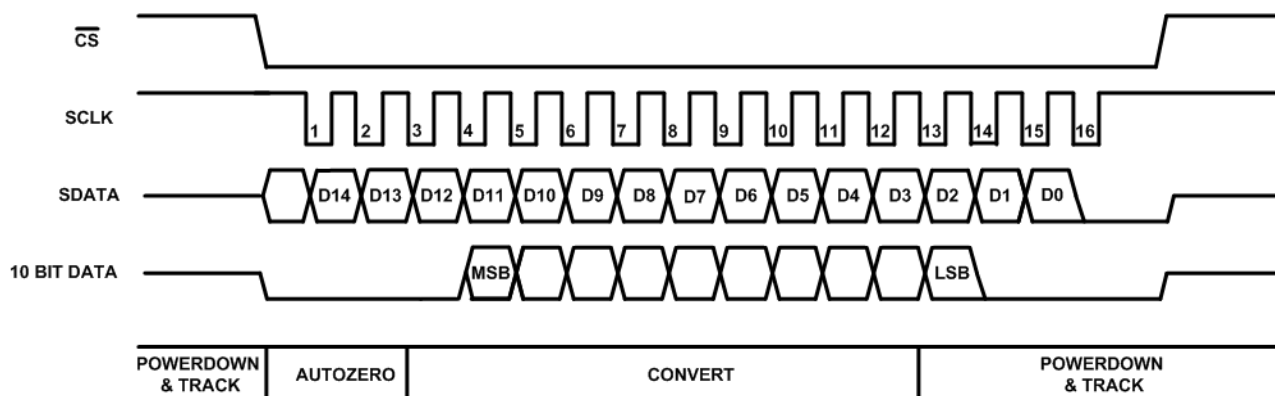 CS
SCLK
1 2 3 4 5 6 7 8 9 10 11 12 13 14 15 16
SDATA
D14 D13 D12 D11 D10 D9 D8 D7 D6 D5 D4 D3 D2 D1 D0
10 BIT DATA
MSB LSB
POWERDOWN
& TRACK
AUTOZERO
CONVERT
POWERDOWN
& TRACK